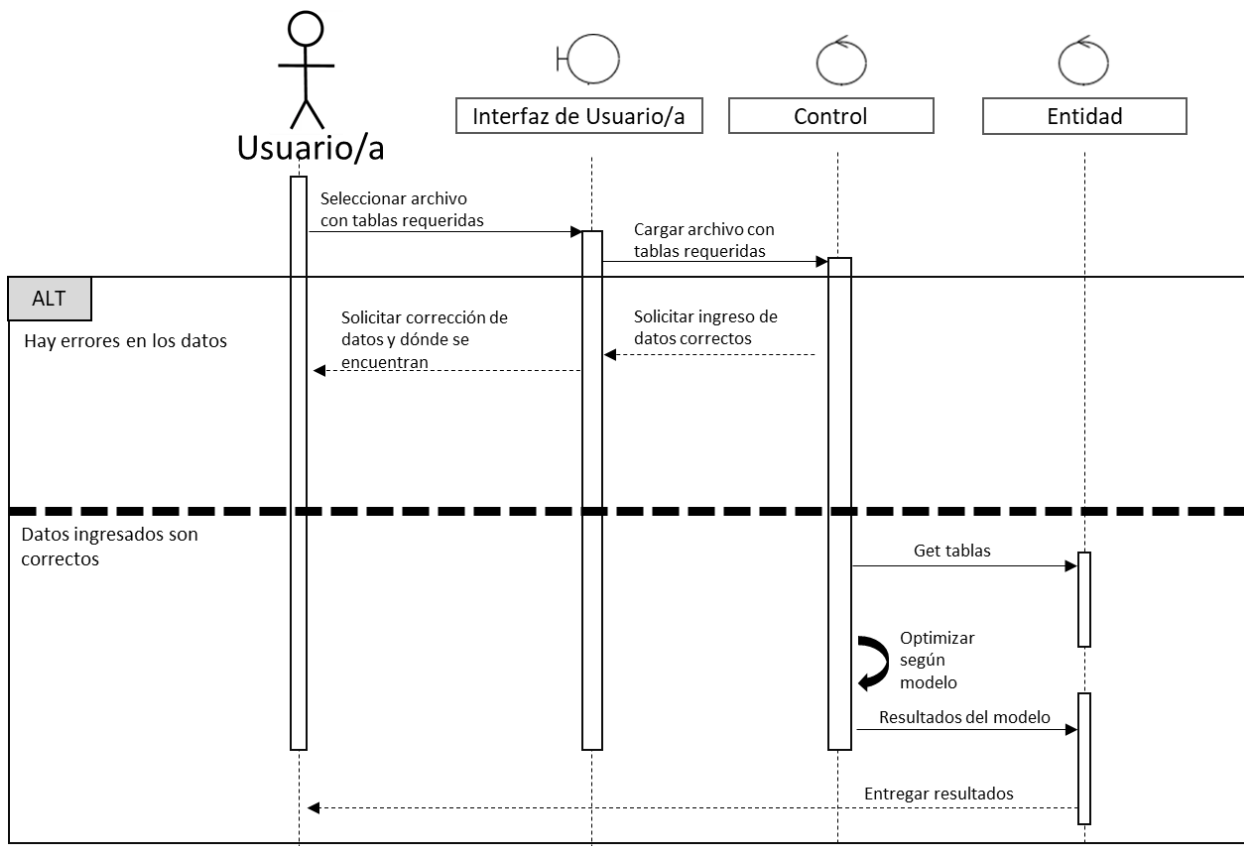 Usuario/a
Interfaz de Usuario/a
Control
Entidad
Seleccionar archivo
con tablas requeridas
Cargar archivo con
tablas requeridas
ALT
Hay errores en los datos
Solicitar corrección de
datos y dónde se
encuentran
Solicitar ingreso de
datos correctos
Datos ingresados son
correctos
Get tablas
Optimizar
según
modelo
Resultados del modelo
Entregar resultados